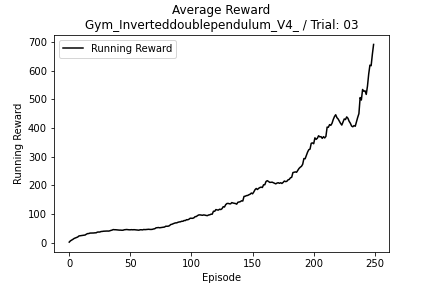 Average Reward
Gym_Inverteddoublependulum_V4_ / Trial: 03
Running Reward
700
600
500
400
300
200
100
0
Running Reward
0
50
100
150
200
250
Episode